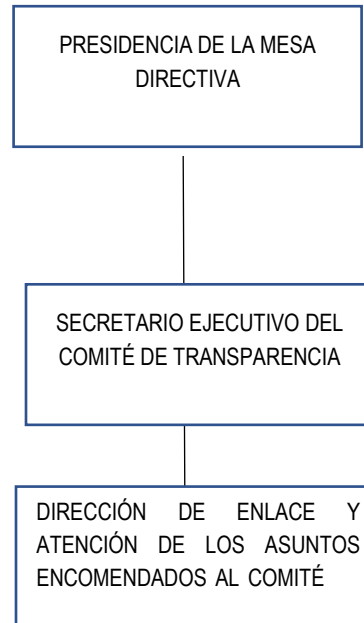 PRESIDENCIA DE LA MESA
DIRECTIVA
SECRETARIO EJECUTIVO DEL
COMITÉ DE TRANSPARENCIA
DIRECCIÓN DE ENLACE Y
ATENCIÓN DE LOS ASUNTOS
ENCOMENDADOS AL COMITÉ